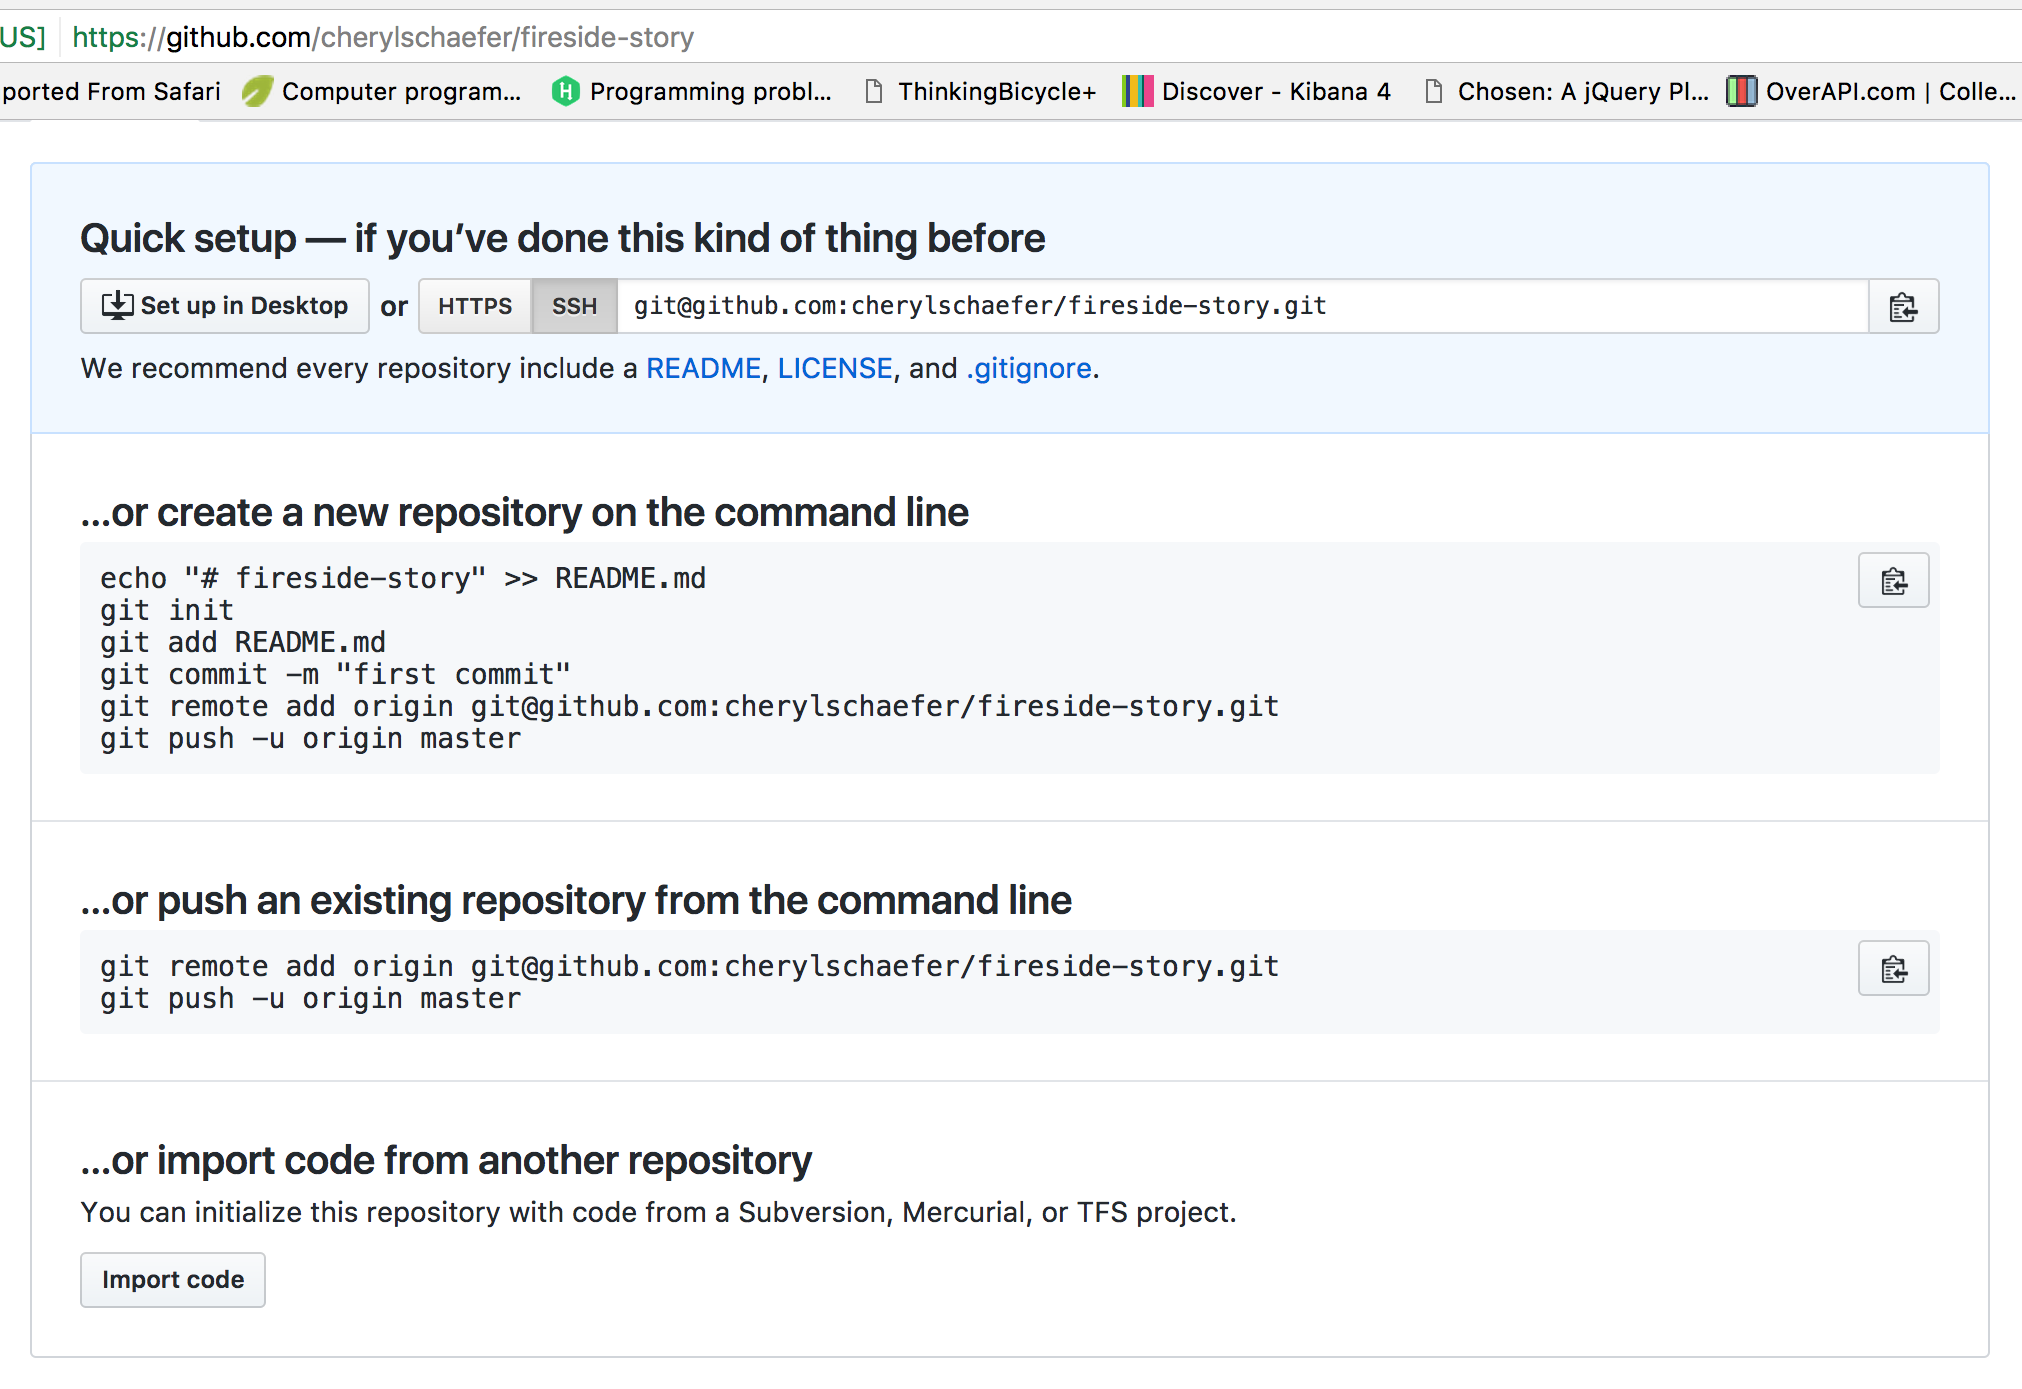 US] https://github.com/cherylschaefer/fireside-story
ported From Safari Computer program... Programming probl... ThinkingBicycle+ Discover - Kibana 4 Chosen: A jQuery Pl... OverAPI.com | Colle...
Quick setup — if you‘ve done this kind of thing before
Set up in Desktop or HTTPS SSH git@github.com:cherylschaefer/fireside-story.git
We recommend every repository include a README, LICENSE, and .gitignore.
...or create a new repository on the command line
echo "# fireside-story" >> README.md
git init
git add README.md
git commit -m "first commit"
git remote add origin git@github.com:cherylschaefer/fireside-story.git
git push -u origin master
...or push an existing repository from the command line
git remote add origin git@github.com:cherylschaefer/fireside-story.git
git push -u origin master
...or import code from another repository
You can initialize this repository with code from a Subversion, Mercurial, or TFS project.
Import code